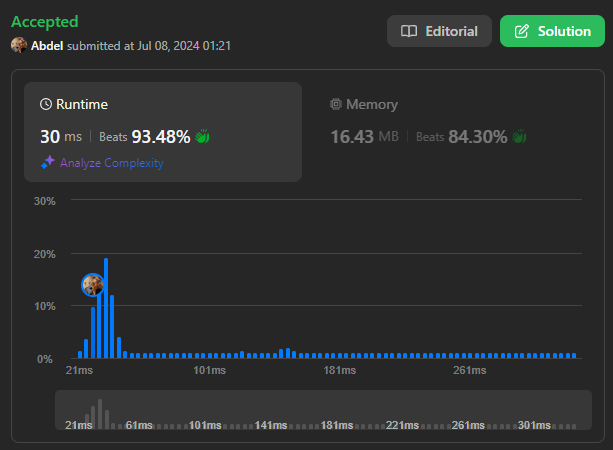 Accepted
Abdel submitted at Jul 08, 2024 01:21
Editorial
Solution
Runtime
30 ms | Beats 93.48%
Analyze Complexity
Memory
16.43 MB | Beats 84.30%
30%
20%
10%
0%
21ms 101ms 181ms 261ms
21ms 61ms 101ms 141ms 181ms 221ms 261ms 301ms